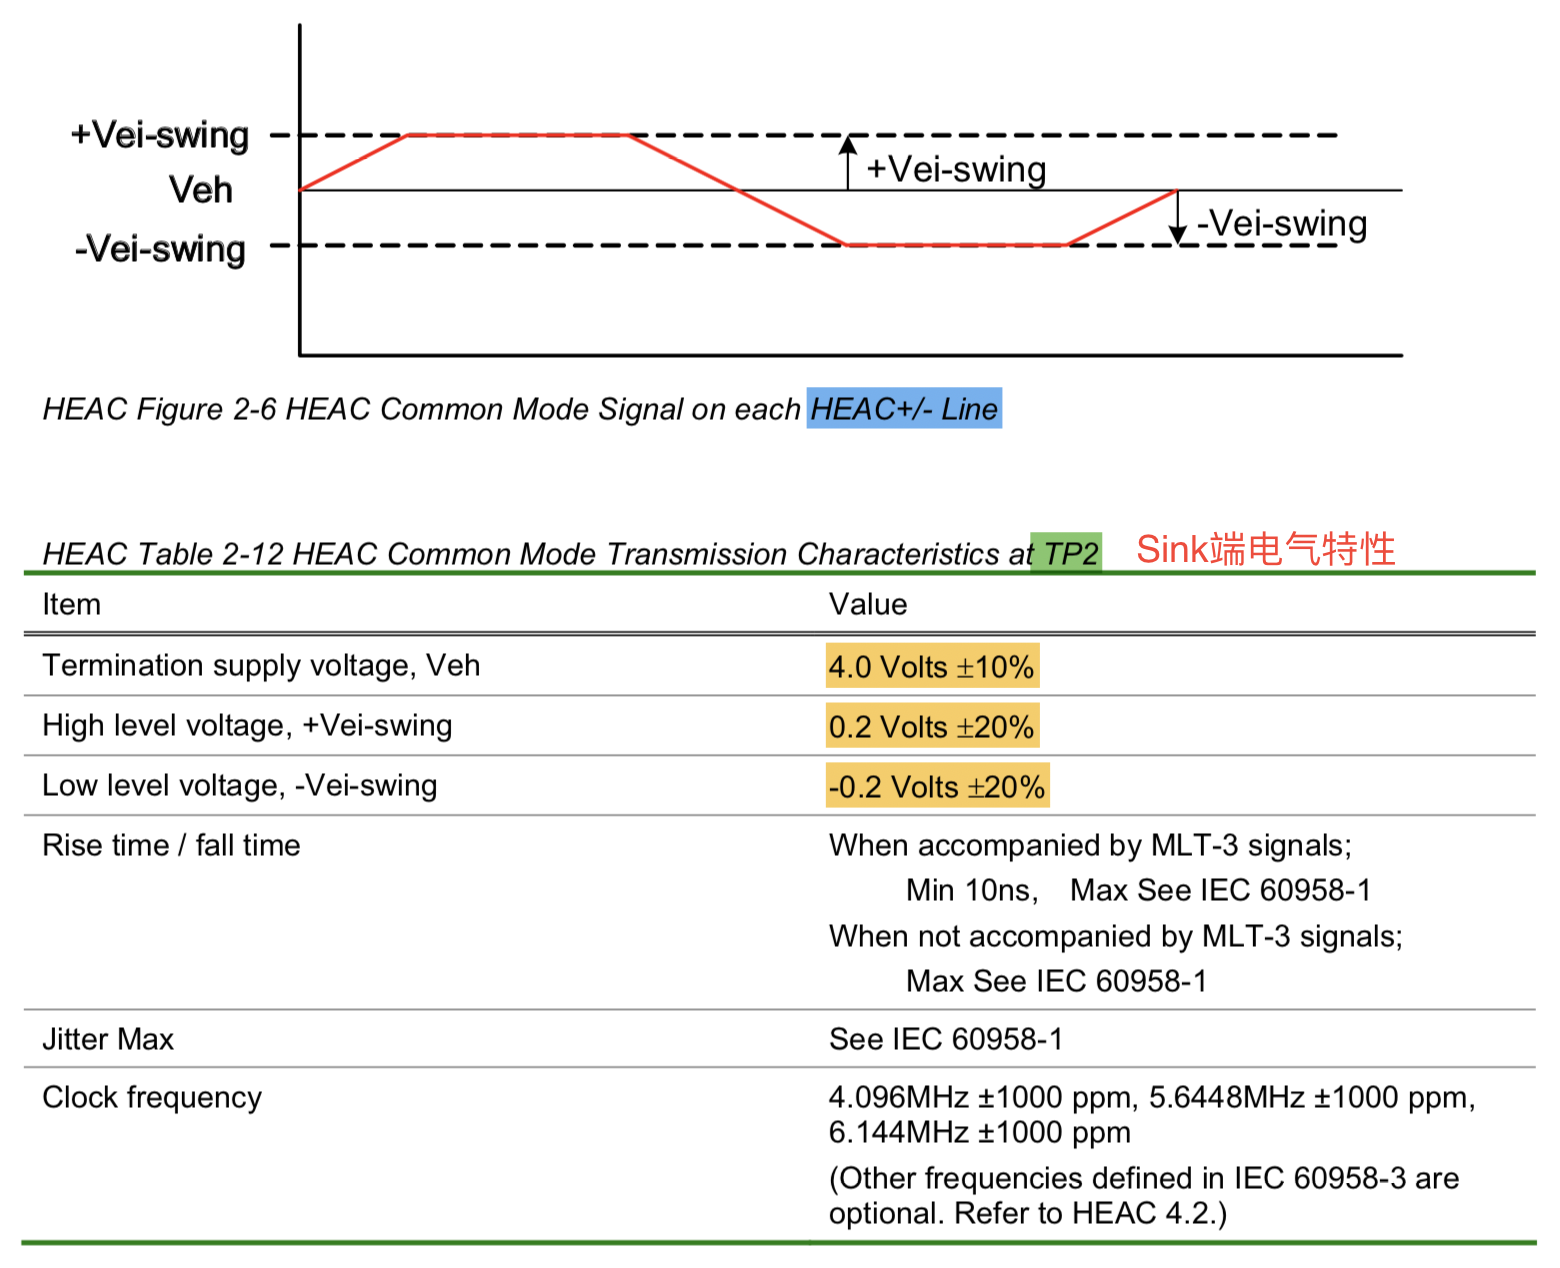 +Vei-swing
Veh
-Vei-swing
+Vei-swing
-Vei-swing
HEAC Figure 2-6 HEAC Common Mode Signal on each HEAC+/- Line
HEAC Table 2-12 HEAC Common Mode Transmission Characteristics at TP2 Sink端电气特性
Item Value
Termination supply voltage, Veh 4.0 Volts ±10%
High level voltage, +Vei-swing 0.2 Volts ±20%
Low level voltage, -Vei-swing -0.2 Volts ±20%
Rise time / fall time When accompanied by MLT-3 signals;
Min 10ns, Max See IEC 60958-1
When not accompanied by MLT-3 signals;
Max See IEC 60958-1
Jitter Max See IEC 60958-1
Clock frequency 4.096MHz ±1000 ppm, 5.6448MHz ±1000 ppm,
6.144MHz ±1000 ppm
(Other frequencies defined in IEC 60958-3 are
optional. Refer to HEAC 4.2.)